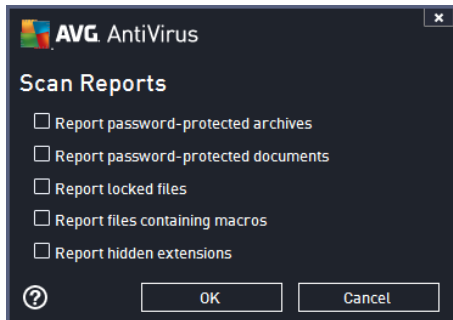 x
AVG. AntiVirus
Scan Reports
Report password-protected archives
Report password-protected documents
Report locked files
Report files containing macros
Report hidden extensions
? OK Cancel